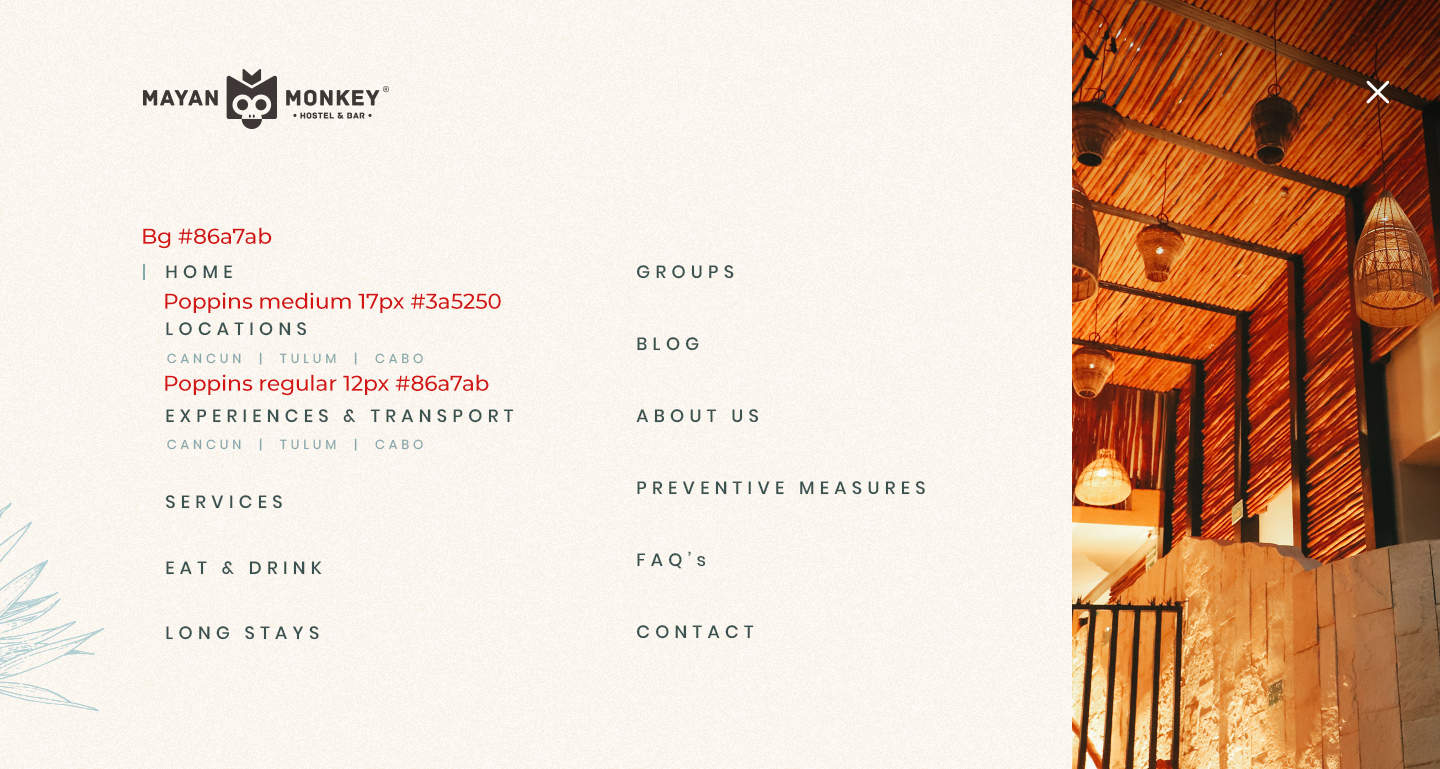 MAYAN MONKEY®
• HOSTEL & BAR •
Bg #86a7ab
| HOME
Poppins medium 17px #3a5250
LOCATIONS
CANCUN | TULUM | CABO
Poppins regular 12px #86a7ab
EXPERIENCES & TRANSPORT
CANCUN | TULUM | CABO
SERVICES
EAT & DRINK
LONG STAYS
GROUPS
BLOG
ABOUT US
PREVENTIVE MEASURES
FAQ's
CONTACT